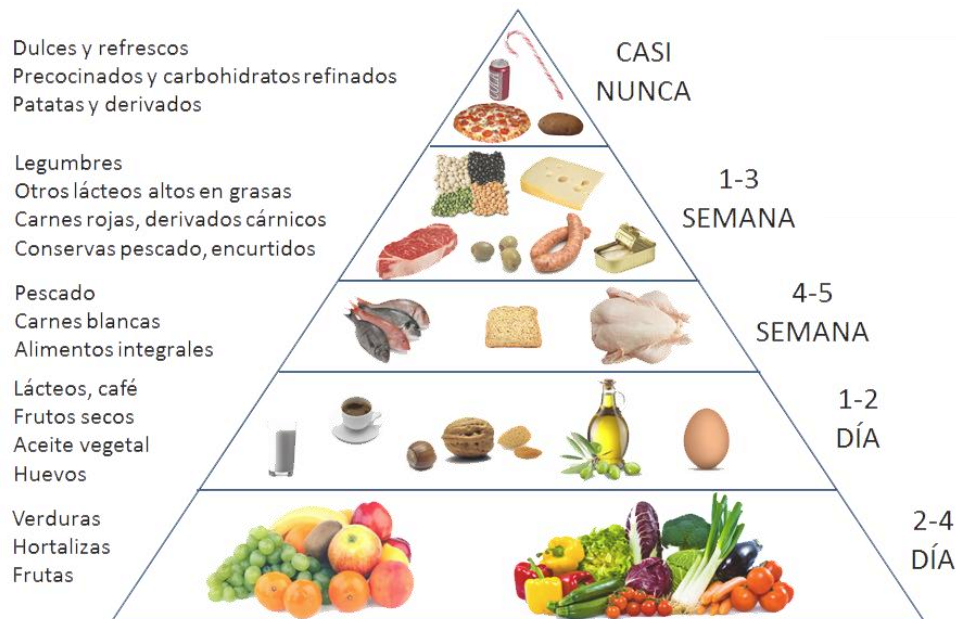 Dulces y refrescos
Precocinados y carbohidratos refinados
Patatas y derivados
CASI
NUNCA
Legumbres
Otros lácteos altos en grasas
Carnes rojas, derivados cárnicos
Conservas pescado, encurtidos
1-3
SEMANA
Pescado
Carnes blancas
Alimentos integrales
4-5
SEMANA
Lácteos, café
Frutos secos
Aceite vegetal
Huevos
1-2
DÍA
Verduras
Hortalizas
Frutas
2-4
DÍA